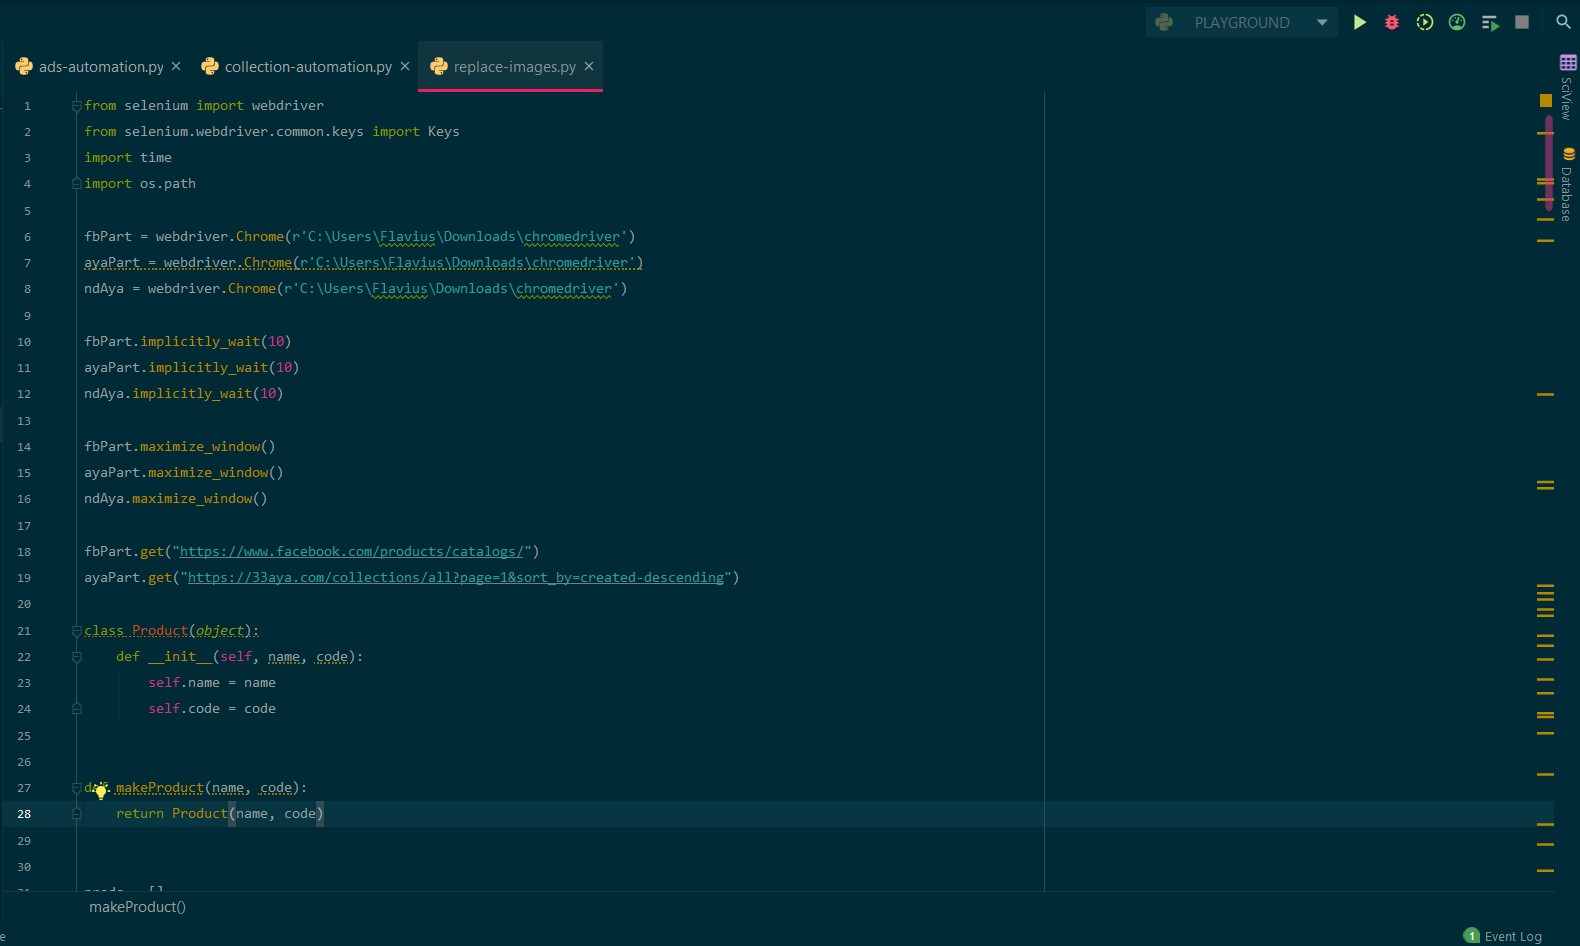 PLAYGROUND
ads-automation.py
collection-automation.py
replace-images.py
1 from selenium import webdriver
2 from selenium.webdriver.common.keys import Keys
3 import time
4 import os.path
5
6 fbPart = webdriver.Chrome(r'C:\Users\Flavius\Downloads\chromedriver')
7 ayaPart = webdriver.Chrome(r'C:\Users\Flavius\Downloads\chromedriver')
8 ndAya = webdriver.Chrome(r'C:\Users\Flavius\Downloads\chromedriver')
9
10 fbPart.implicitly_wait(10)
11 ayaPart.implicitly_wait(10)
12 ndAya.implicitly_wait(10)
13
14 fbPart.maximize_window()
15 ayaPart.maximize_window()
16 ndAya.maximize_window()
17
18 fbPart.get("https://www.facebook.com/products/catalogs/")
19 ayaPart.get("https://33aya.com/collections/all?page=1&sort_by=created-descending")
20
21 class Product(object):
22 def __init__(self, name, code):
23 self.name = name
24 self.code = code
25
26
27 def makeProduct(name, code):
28 return Product(name, code)
29
30
makeProduct()
SciView
Database
1 Event Log